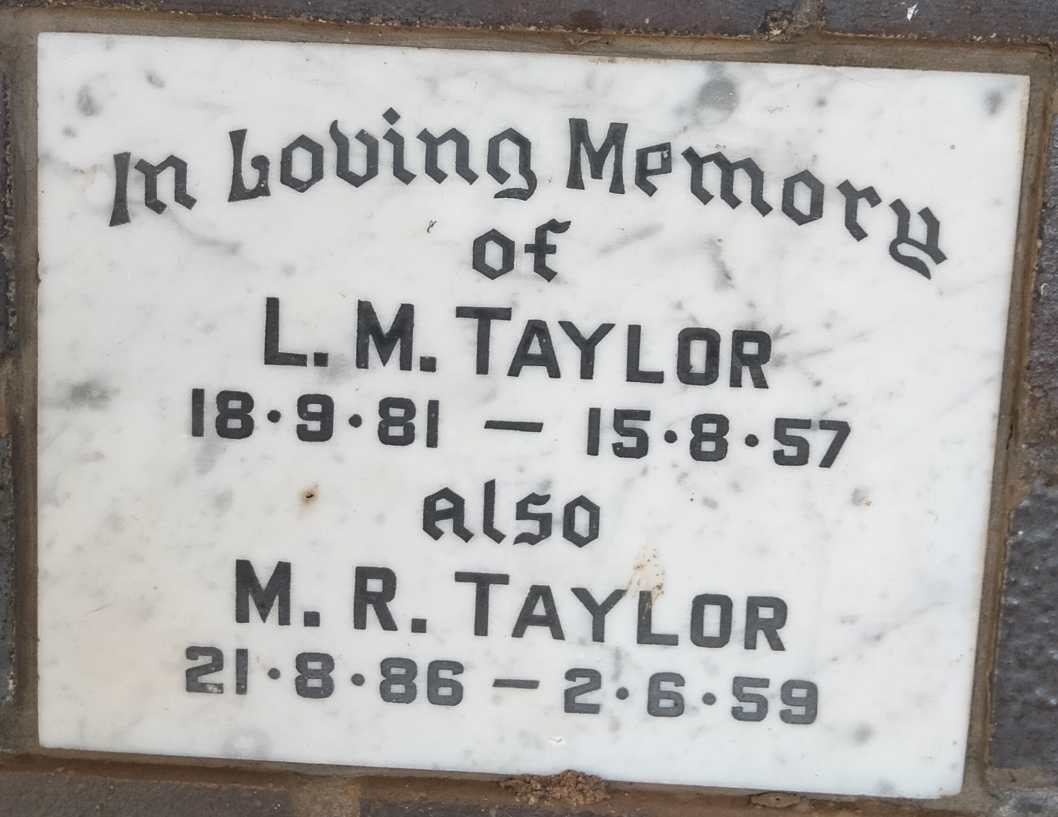 In Loving Memory
of
L. M. TAYLOR
18·9·81 — 15·8·57
also
M. R. TAYLOR
21·8·86 — 2·6·59